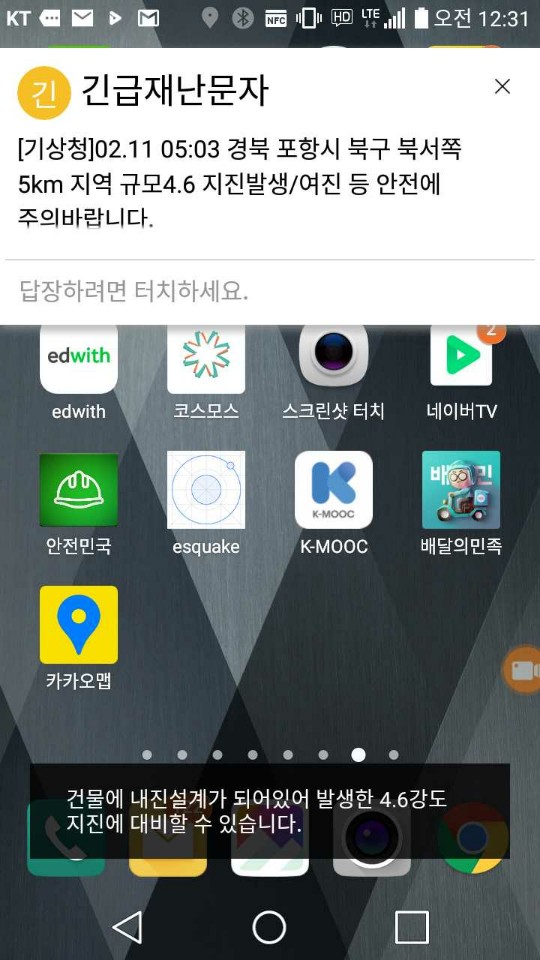 KT NFC HD LTE 오전 12:31
긴 긴급재난문자
[기상청]02.11 05:03 경북 포항시 북구 북서쪽
5km 지역 규모4.6 지진발생/여진 등 안전에
주의바랍니다.
답장하려면 터치하세요.
2
edwith
edwith 코스모스 스크린샷 터치 네이버TV
K-MOOC 배민
안전민국 esquake K-MOOC 배달의민족
카카오맵
건물에 내진설계가 되어있어 발생한 4.6강도
지진에 대비할 수 있습니다.